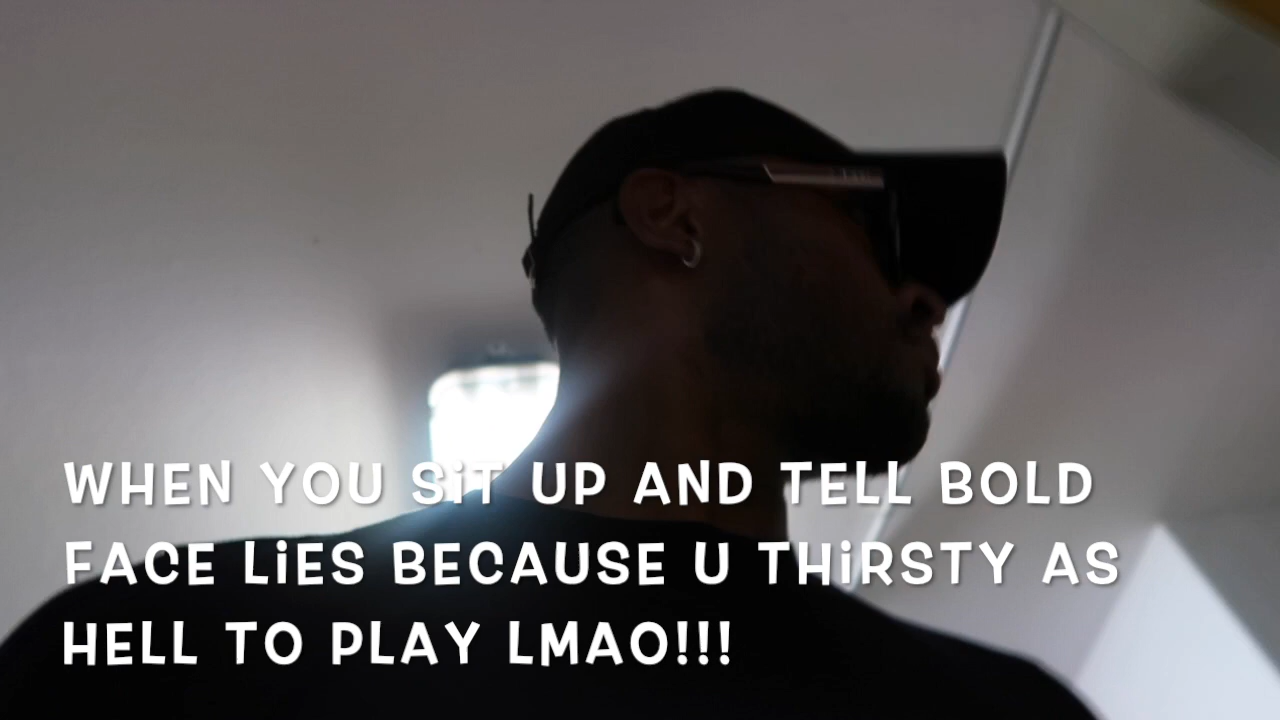 WHEN YOU SiT UP AND TELL BOLD
FACE LiES BECAUSE U THiRSTY AS
HELL TO PLAY LMAO!!!